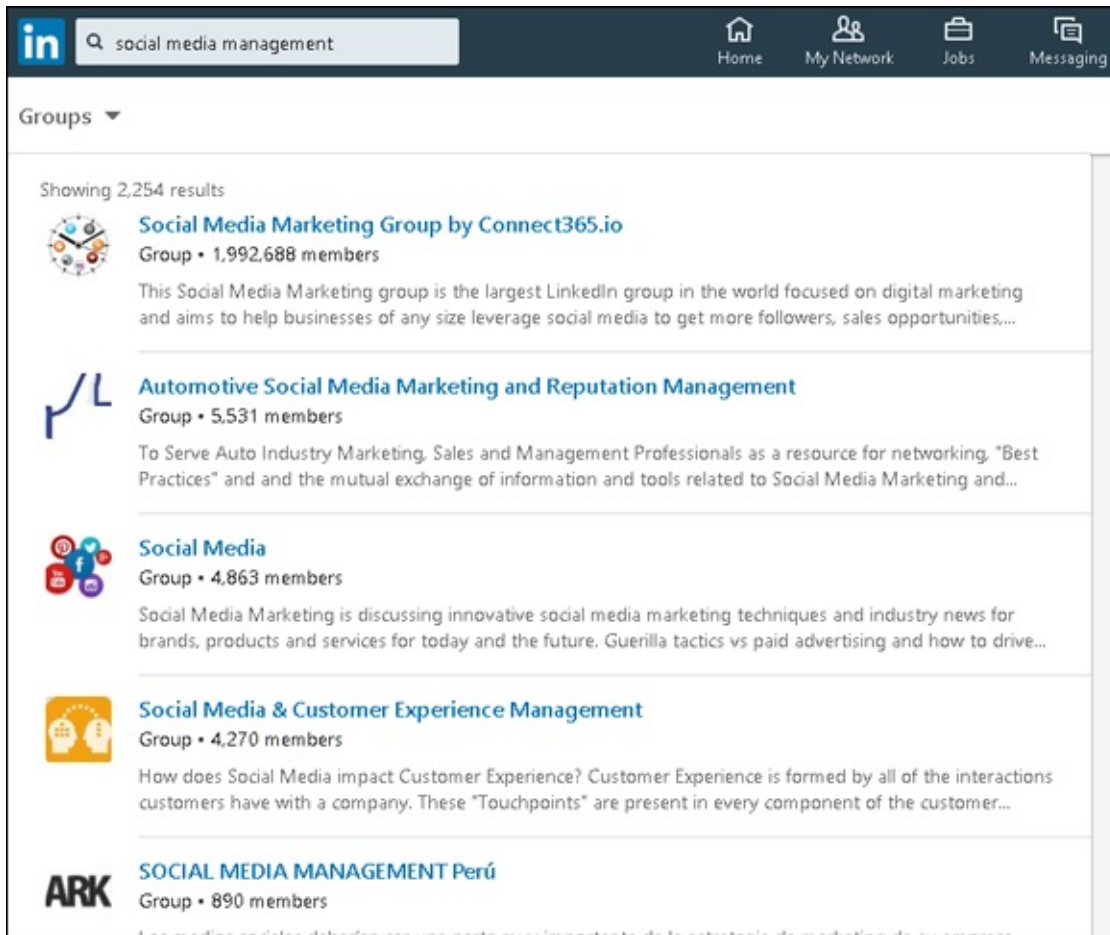 in
social media management
Home
My Network
Jobs
Messaging
Groups
Showing 2,254 results
Social Media Marketing Group by Connect365.io
Group • 1,992,688 members
This Social Media Marketing group is the largest LinkedIn group in the world focused on digital marketing
and aims to help businesses of any size leverage social media to get more followers, sales opportunities,...
Automotive Social Media Marketing and Reputation Management
Group • 5,531 members
To Serve Auto Industry Marketing, Sales and Management Professionals as a resource for networking, "Best
Practices" and and the mutual exchange of information and tools related to Social Media Marketing and...
Social Media
Group • 4,863 members
Social Media Marketing is discussing innovative social media marketing techniques and industry news for
brands, products and services for today and the future. Guerilla tactics vs paid advertising and how to drive...
Social Media & Customer Experience Management
Group • 4,270 members
How does Social Media impact Customer Experience? Customer Experience is formed by all of the interactions
customers have with a company. These "Touchpoints" are present in every component of the customer...
ARK
SOCIAL MEDIA MANAGEMENT Perú
Group • 890 members